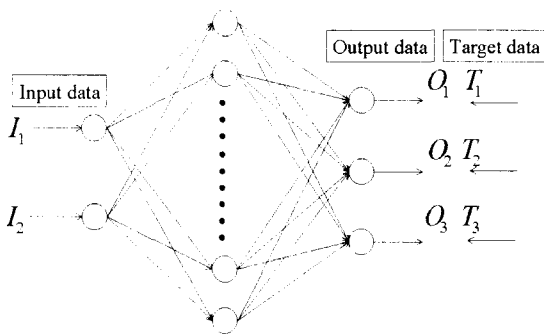 Output data Target data
Input data
O1 T1
I1
O2 T2
I2
O3 T3